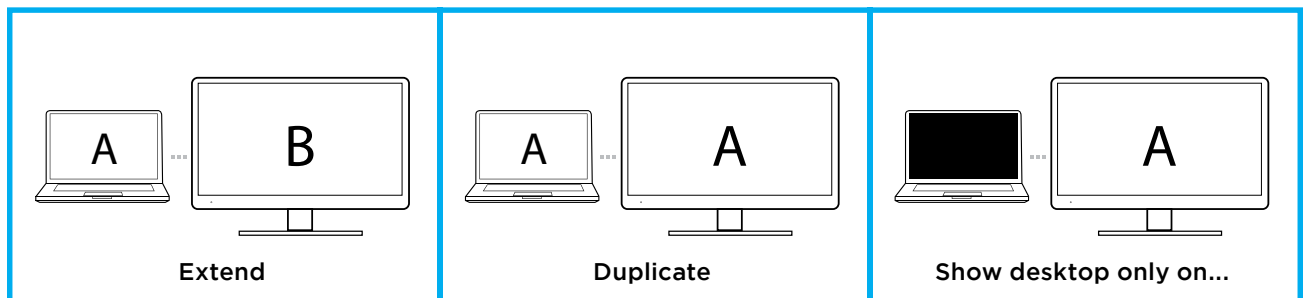 A B
Extend
A A
Duplicate
A
Show desktop only on...